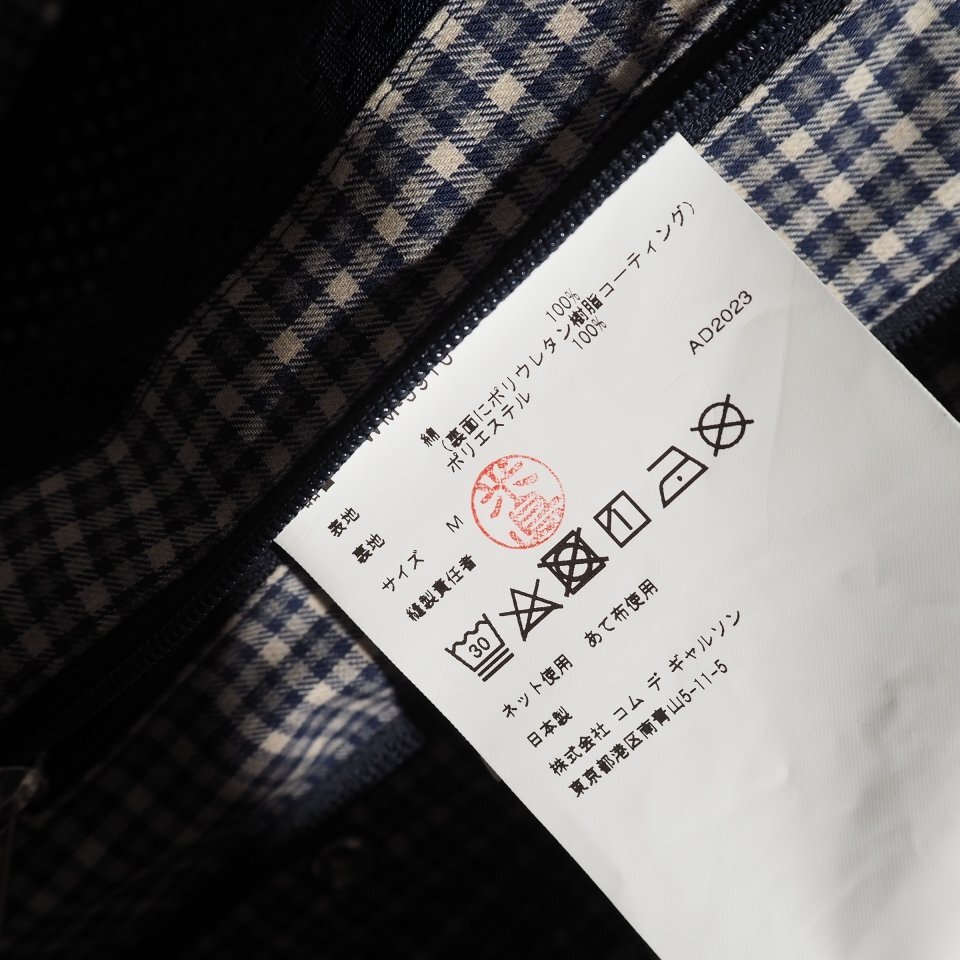 表地 綿 100%
(裏面にポリウレタン樹脂コーティング)
裏地 ポリエステル 100%
サイズ M AD2023
縫製責任者
30
ネット使用 あて布使用
日本製
株式会社 コム デ ギャルソン
東京都港区南青山5-11-5